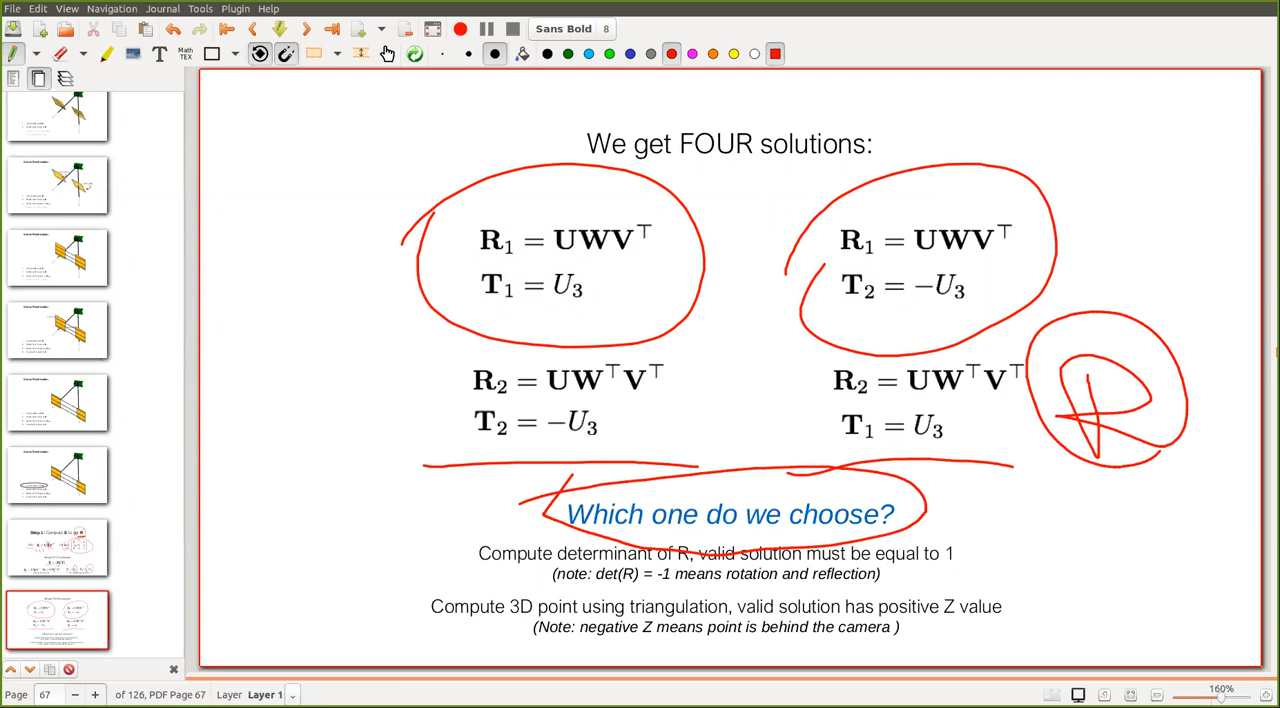 File Edit View Navigation Journal Tools Plugin Help
Sans Bold 8
Math TEX
We get FOUR solutions:
R₁ = UWV⊤
T₁ = U₃
R₁ = UWV⊤
T₂ = −U₃
R₂ = UW⊤V⊤
T₂ = −U₃
R₂ = UW⊤V⊤
T₁ = U₃
R
Which one do we choose?
Compute determinant of R, valid solution must be equal to 1
(note: det(R) = -1 means rotation and reflection)
Compute 3D point using triangulation, valid solution has positive Z value
(Note: negative Z means point is behind the camera )
Page 67 of 126, PDF Page 67 Layer Layer 1
160%